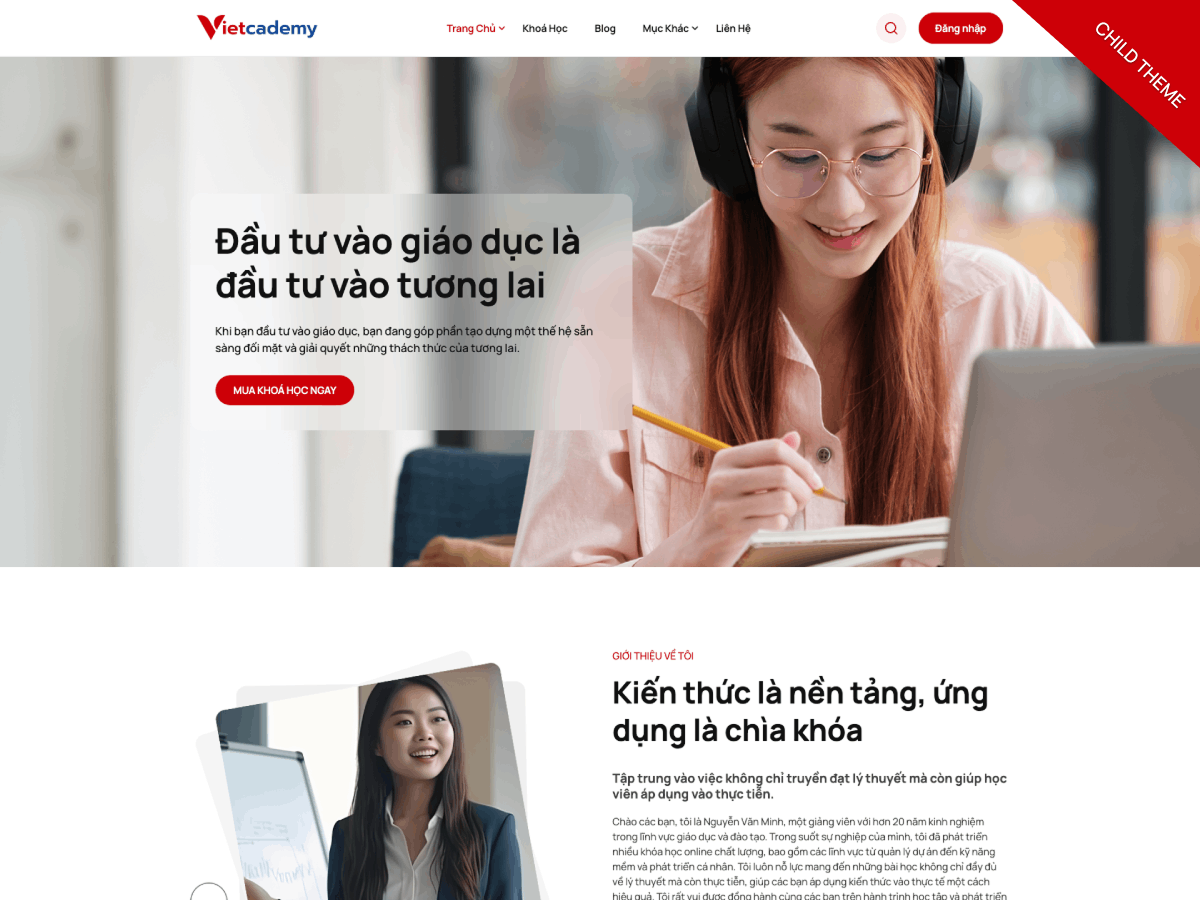 Vietcademy
Trang Chủ
Khoá Học
Blog
Mục Khác
Liên Hệ
Đăng nhập
CHILD THEME
Đầu tư vào giáo dục là
đầu tư vào tương lai
Khi bạn đầu tư vào giáo dục, bạn đang góp phần tạo dựng một thế hệ sẵn
sàng đối mặt và giải quyết những thách thức của tương lai.
MUA KHOÁ HỌC NGAY
GIỚI THIỆU VỀ TÔI
Kiến thức là nền tảng, ứng
dụng là chìa khóa
Tập trung vào việc không chỉ truyền đạt lý thuyết mà còn giúp học
viên áp dụng vào thực tiễn.
Chào các bạn, tôi là Nguyễn Văn Minh, một giảng viên với hơn 20 năm kinh nghiệm
trong lĩnh vực giáo dục và đào tạo. Trong suốt sự nghiệp của mình, tôi đã phát triển
nhiều khóa học online chất lượng, bao gồm các lĩnh vực từ quản lý dự án đến kỹ năng
mềm và phát triển cá nhân. Tôi luôn nỗ lực mang đến những bài học không chỉ đầy đủ
về lý thuyết mà còn thực tiễn, giúp các bạn áp dụng kiến thức vào thực tế một cách
hiệu quả. Tôi rất vui được đồng hành cùng các bạn trên hành trình học tập và phát triển